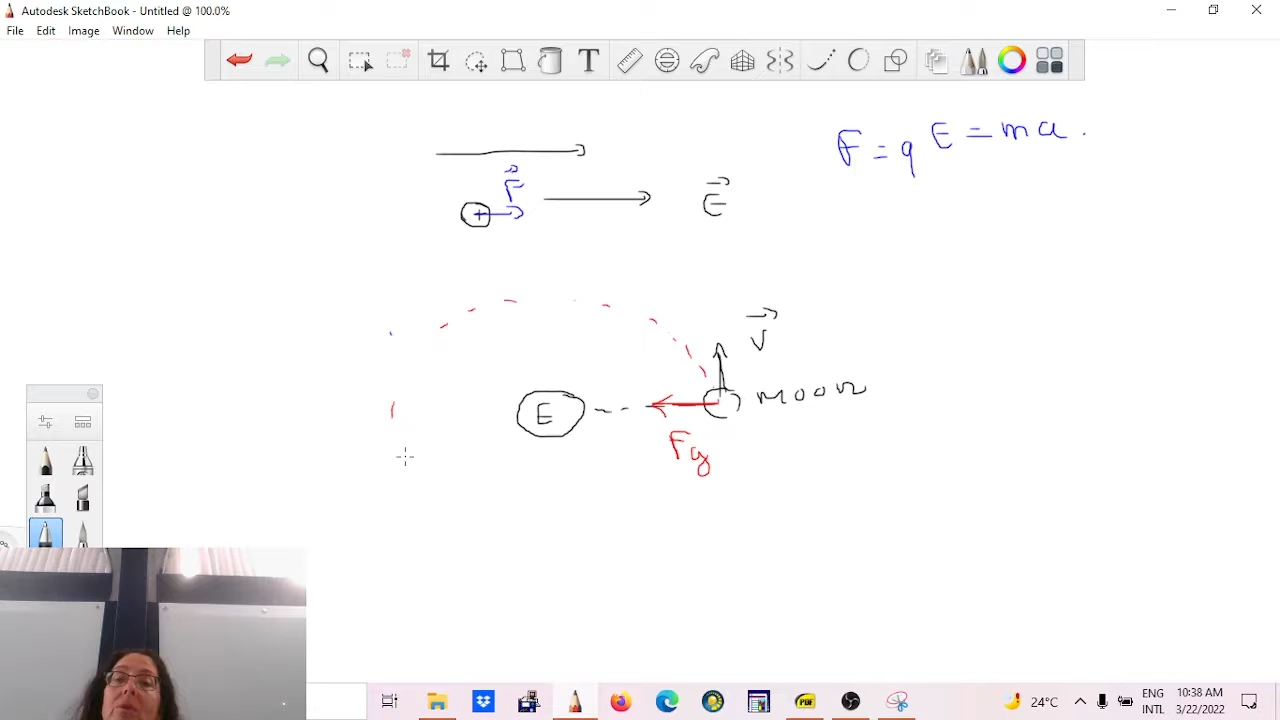 Autodesk SketchBook - Untitled @ 100.0%
File Edit Image Window Help
T
F = q E = ma.
F
+
E
V
E
moon
Fg
PDF
24°C
ENG
INTL
10:38 AM
3/22/2022